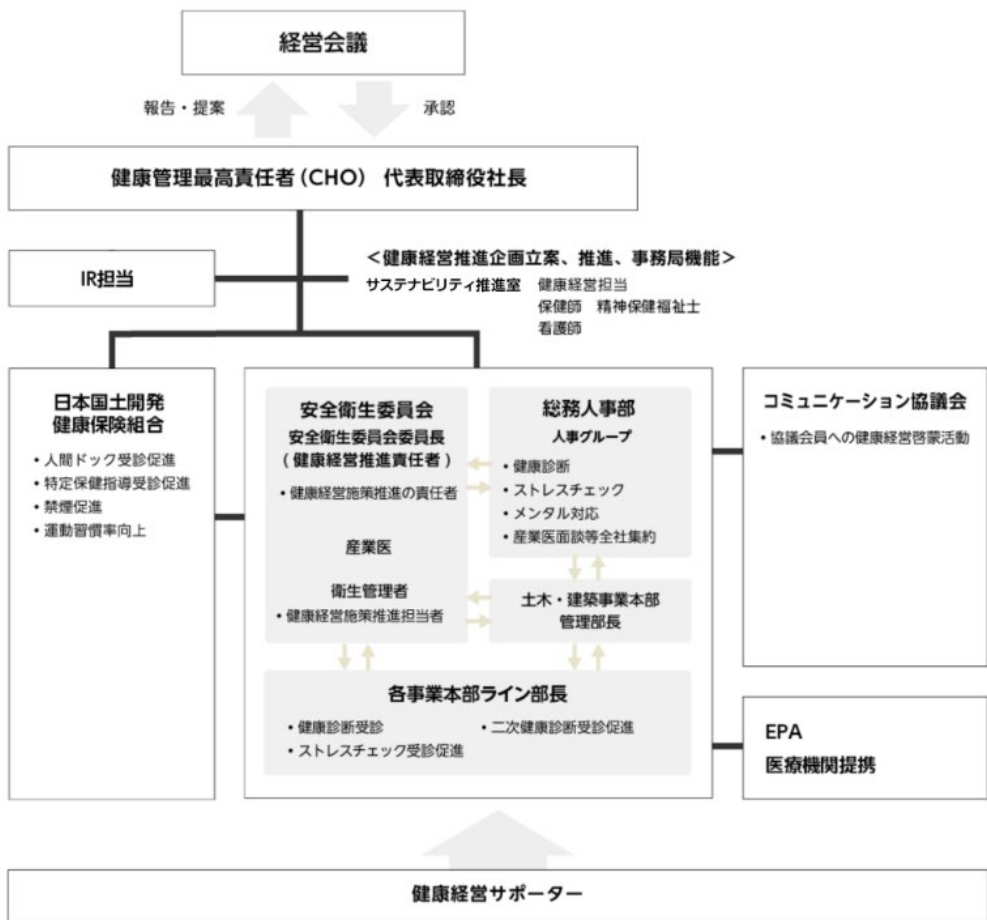 経営会議
報告・提案
承認
健康管理最高責任者(CHO) 代表取締役社長
IR担当
＜健康経営推進企画立案、推進、事務局機能＞
サステナビリティ推進室 健康経営担当
保健師 精神保健福祉士
看護師
日本国土開発
健康保険組合
・人間ドック受診促進
・特定保健指導受診促進
・禁煙促進
・運動習慣率向上
安全衛生委員会
安全衛生委員会委員長
(健康経営推進責任者)
・健康経営施策推進の責任者
産業医
衛生管理者
・健康経営施策推進担当者
総務人事部
人事グループ
・健康診断
・ストレスチェック
・メンタル対応
・産業医面談等全社集約
土木・建築事業本部
管理部長
各事業本部ライン部長
・健康診断受診
・ストレスチェック受診促進
・二次健康診断受診促進
コミュニケーション協議会
・協議会員への健康経営啓蒙活動
EPA
医療機関提携
健康経営サポーター